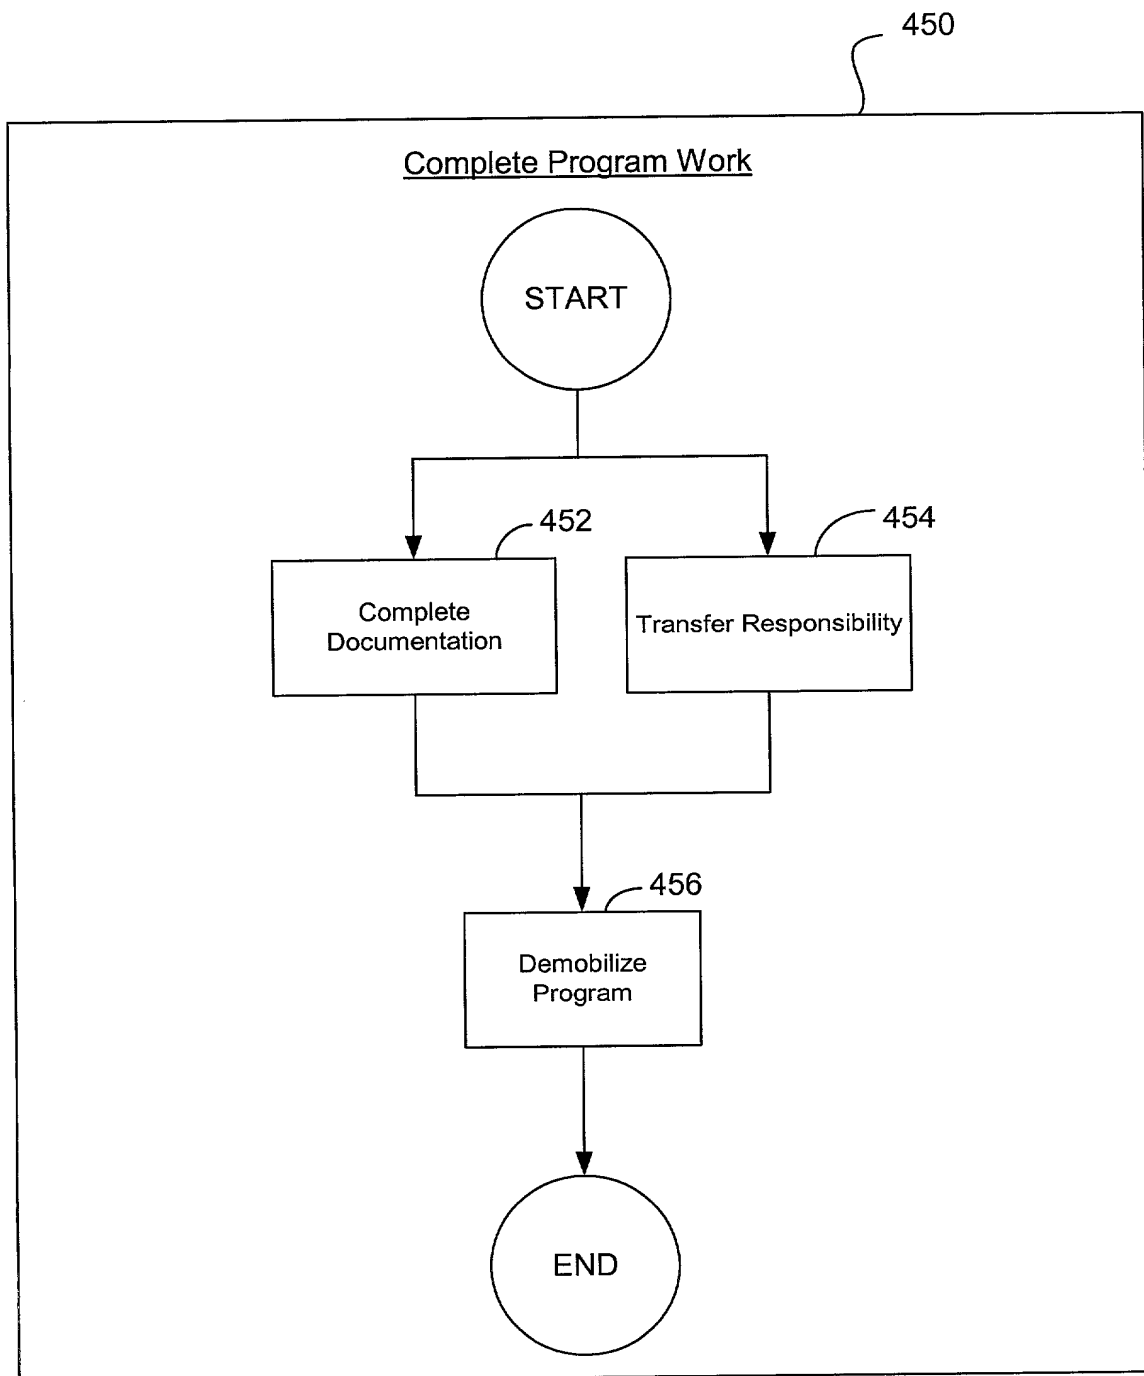 450
Complete Program Work
START
452
454
Complete
Documentation
Transfer Responsibility
456
Demobilize
Program
END